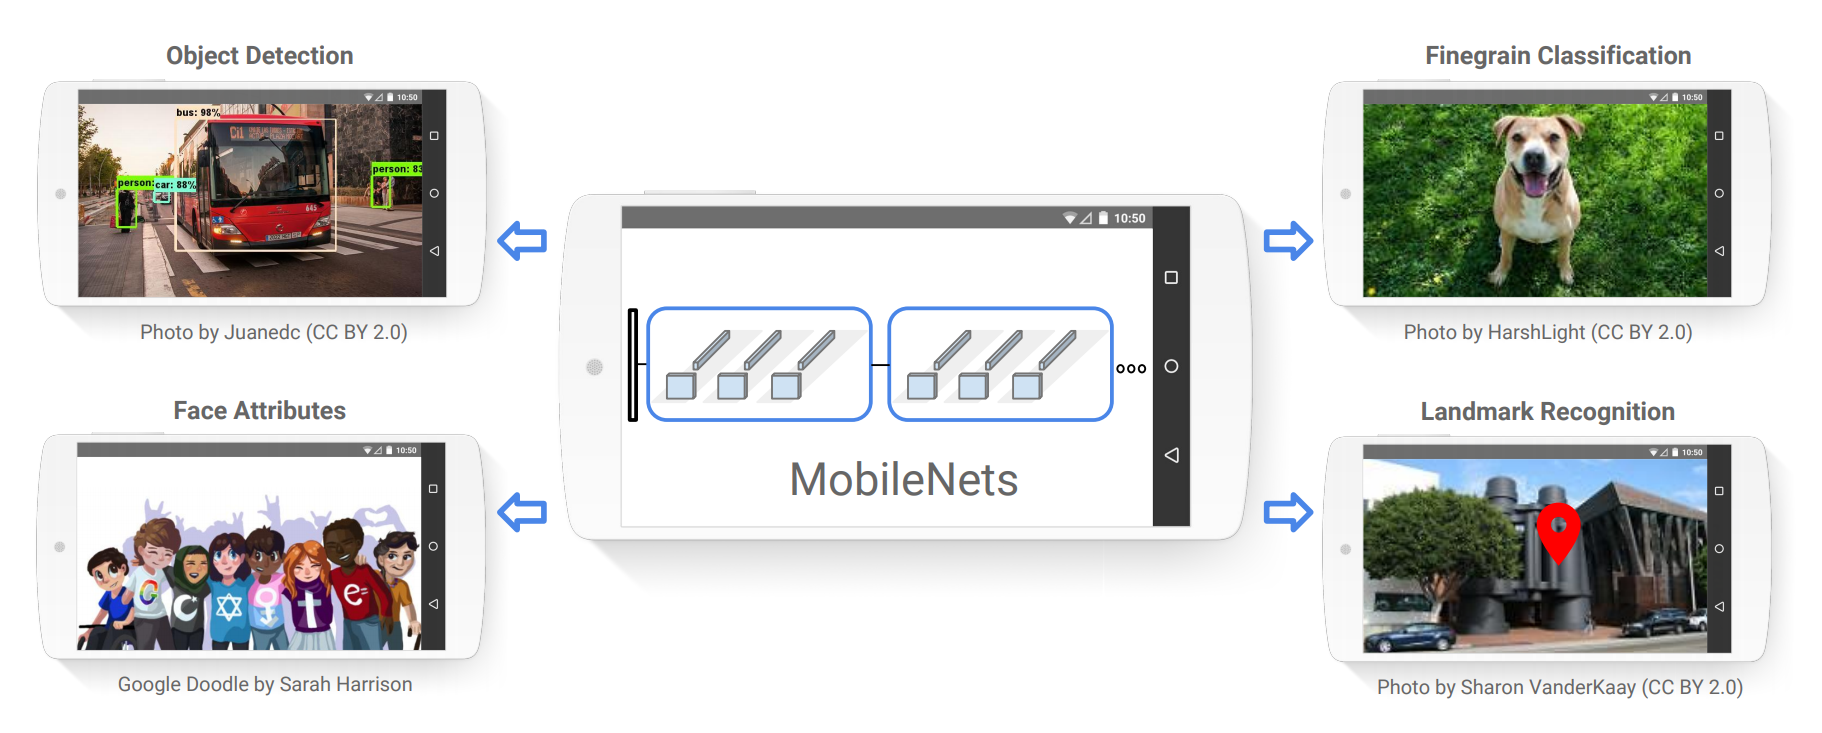 Object Detection
10:50
bus: 98%
Ci1
person: 83
person:
car: 88%
645
Photo by Juanedc (CC BY 2.0)
Face Attributes
10:50
G
e=
Google Doodle by Sarah Harrison
10:50
MobileNets
Finegrain Classification
10:50
Photo by HarshLight (CC BY 2.0)
Landmark Recognition
10:50
Photo by Sharon VanderKaay (CC BY 2.0)